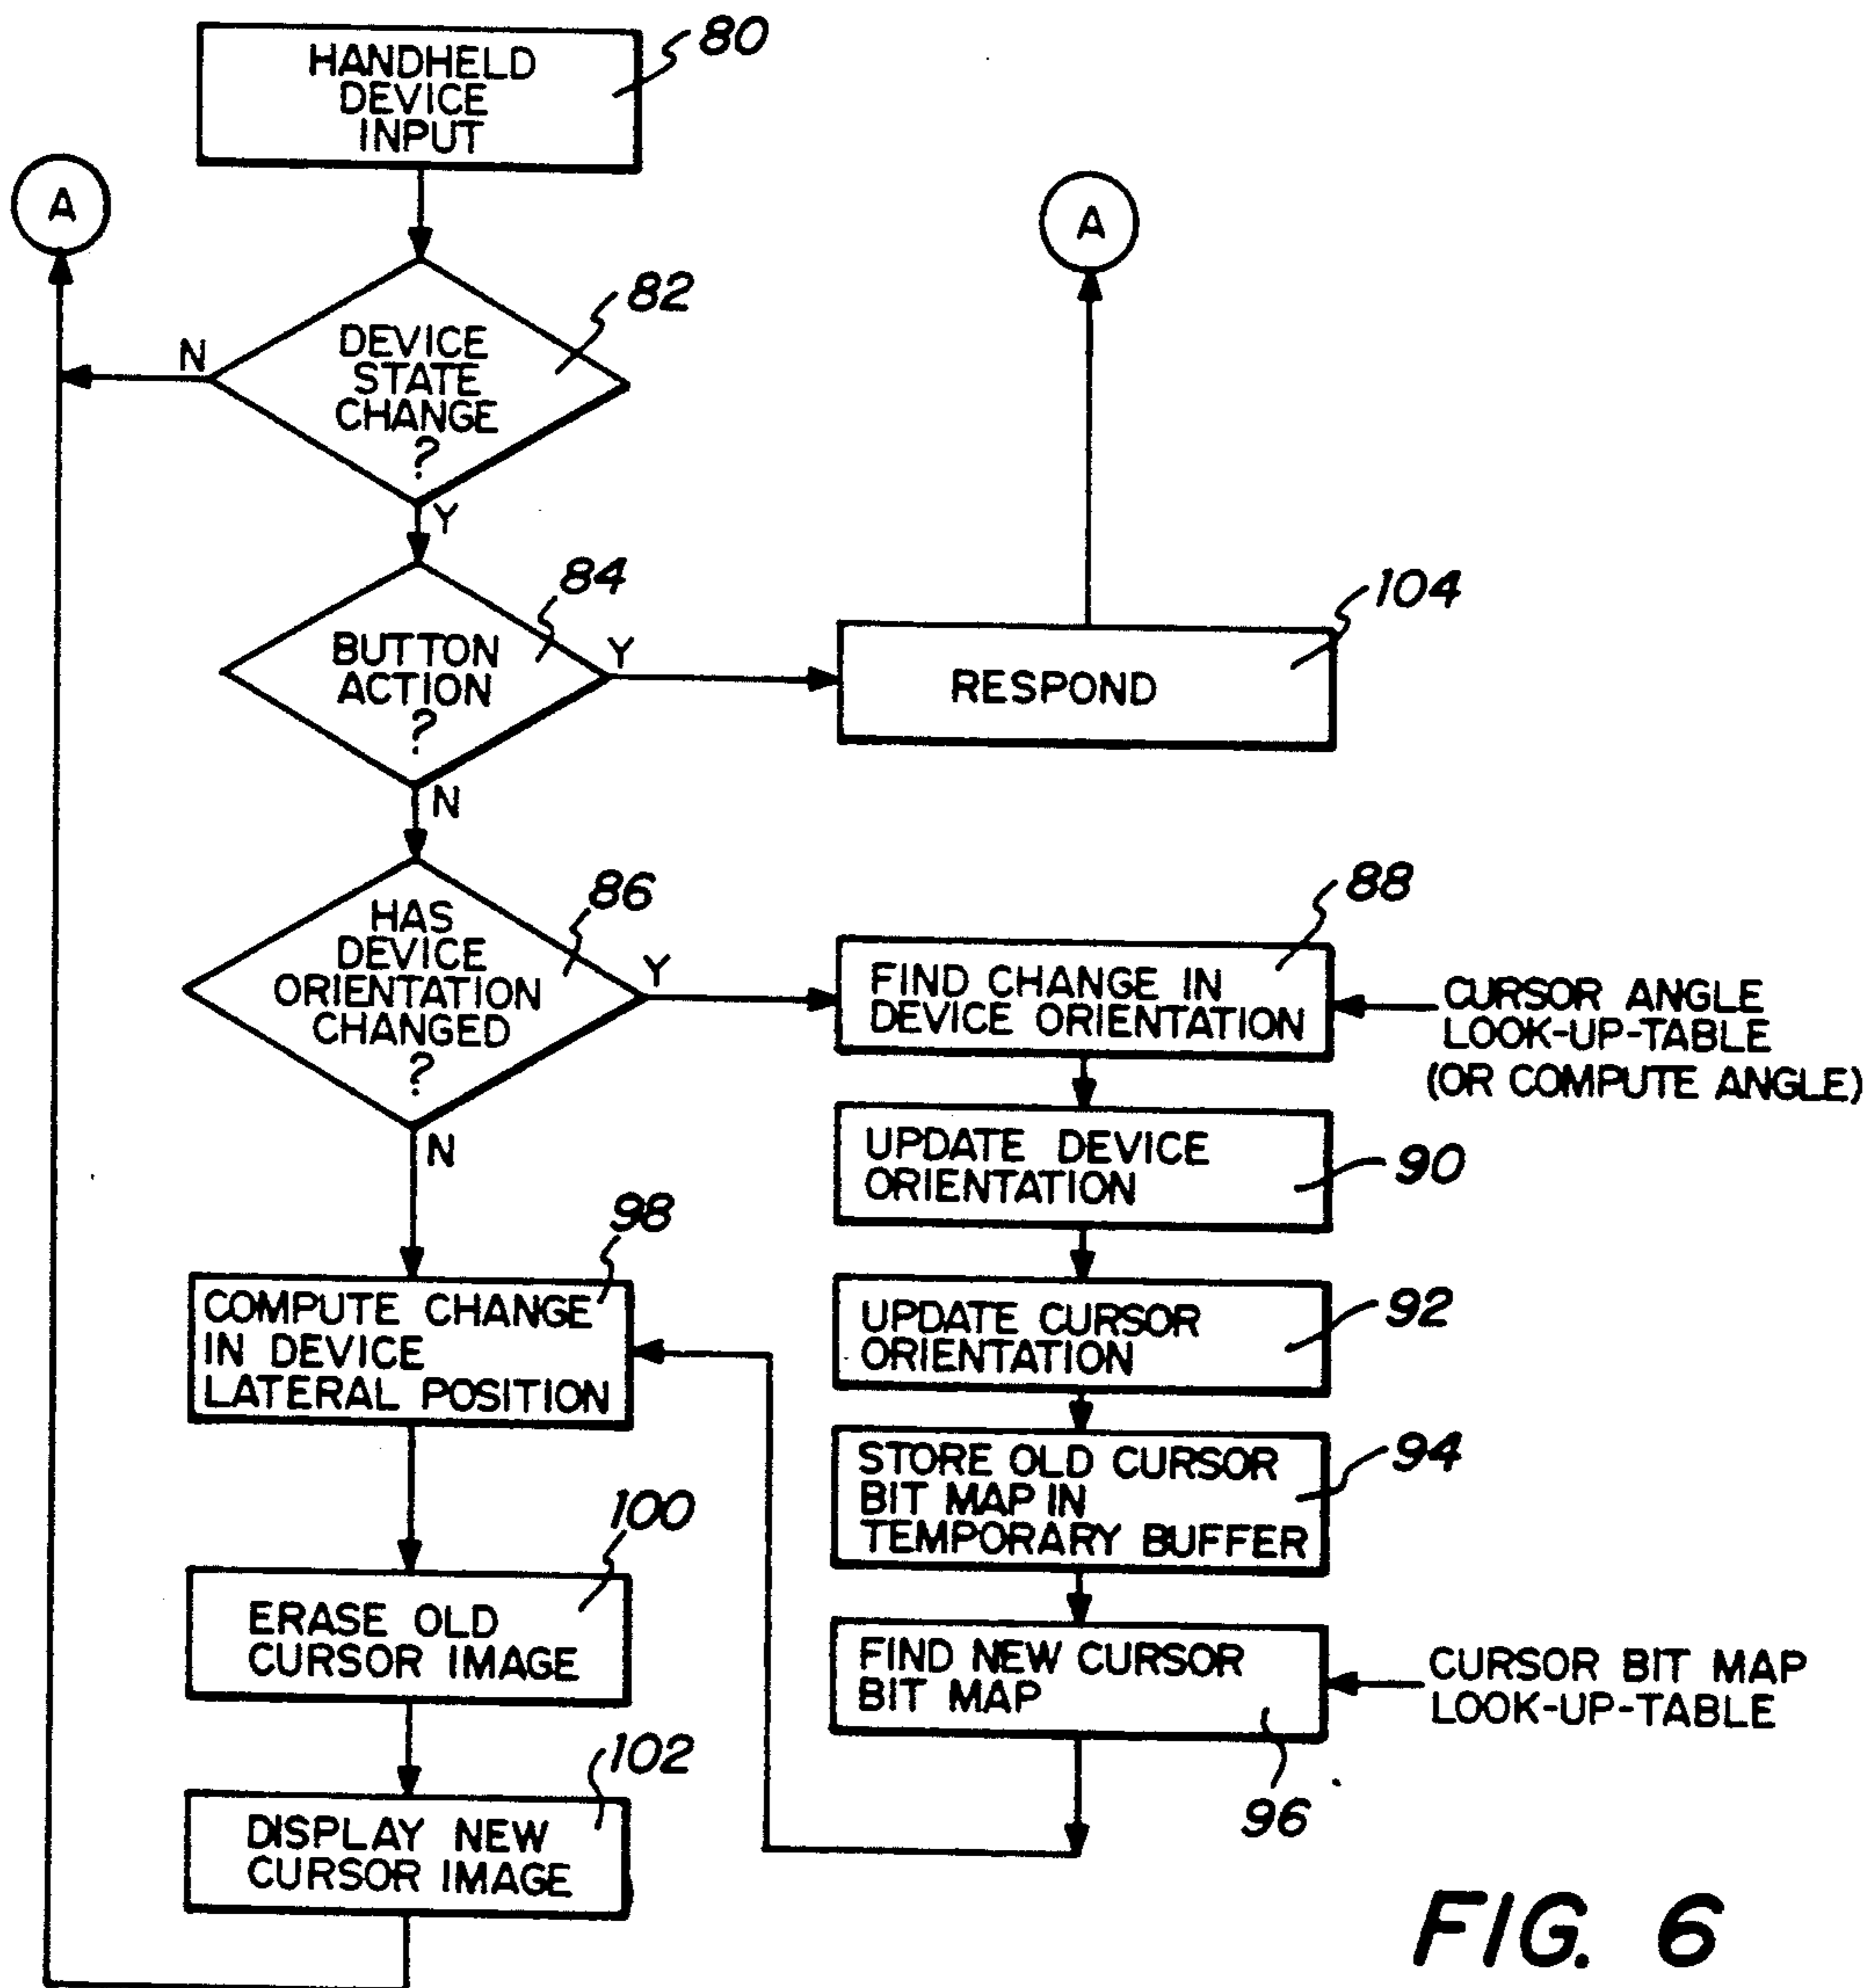 80
HANDHELD
DEVICE
INPUT
A
A
82
N
DEVICE
STATE
CHANGE
?
Y
84
BUTTON
ACTION
?
Y
104
RESPOND
N
86
HAS
DEVICE
ORIENTATION
CHANGED
?
Y
88
FIND CHANGE IN
DEVICE ORIENTATION
CURSOR ANGLE
LOOK-UP-TABLE
(OR COMPUTE ANGLE)
N
UPDATE DEVICE
ORIENTATION
90
98
COMPUTE CHANGE
IN DEVICE
LATERAL POSITION
UPDATE CURSOR
ORIENTATION
92
STORE OLD CURSOR
BIT MAP IN
TEMPORARY BUFFER
94
100
ERASE OLD
CURSOR IMAGE
FIND NEW CURSOR
BIT MAP
CURSOR BIT MAP
LOOK-UP-TABLE
96
102
DISPLAY NEW
CURSOR IMAGE
FIG. 6